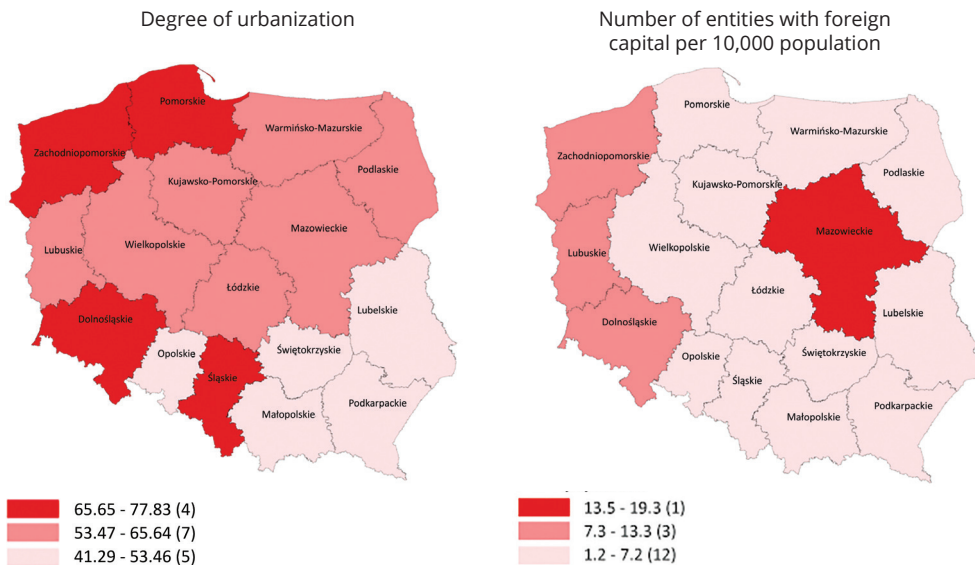 Degree of urbanization
Pomorskie
Zachodniopomorskie
Warmińsko-Mazurskie
Podlaskie
Kujawsko-Pomorskie
Mazowieckie
Wielkopolskie
Lubuskie
Łódzkie
Dolnośląskie
Lubelskie
Opolskie
Świętokrzyskie
Śląskie
Małopolskie
Podkarpackie
65.65 - 77.83 (4)
53.47 - 65.64 (7)
41.29 - 53.46 (5)
Number of entities with foreign
capital per 10,000 population
Pomorskie
Warmińsko-Mazurskie
Zachodniopomorskie
Podlaskie
Kujawsko-Pomorskie
Mazowieckie
Wielkopolskie
Lubuskie
Łódzkie
Lubelskie
Dolnośląskie
Świętokrzyskie
Opolskie
Śląskie
Podkarpackie
Małopolskie
13.5 - 19.3 (1)
7.3 - 13.3 (3)
1.2 - 7.2 (12)